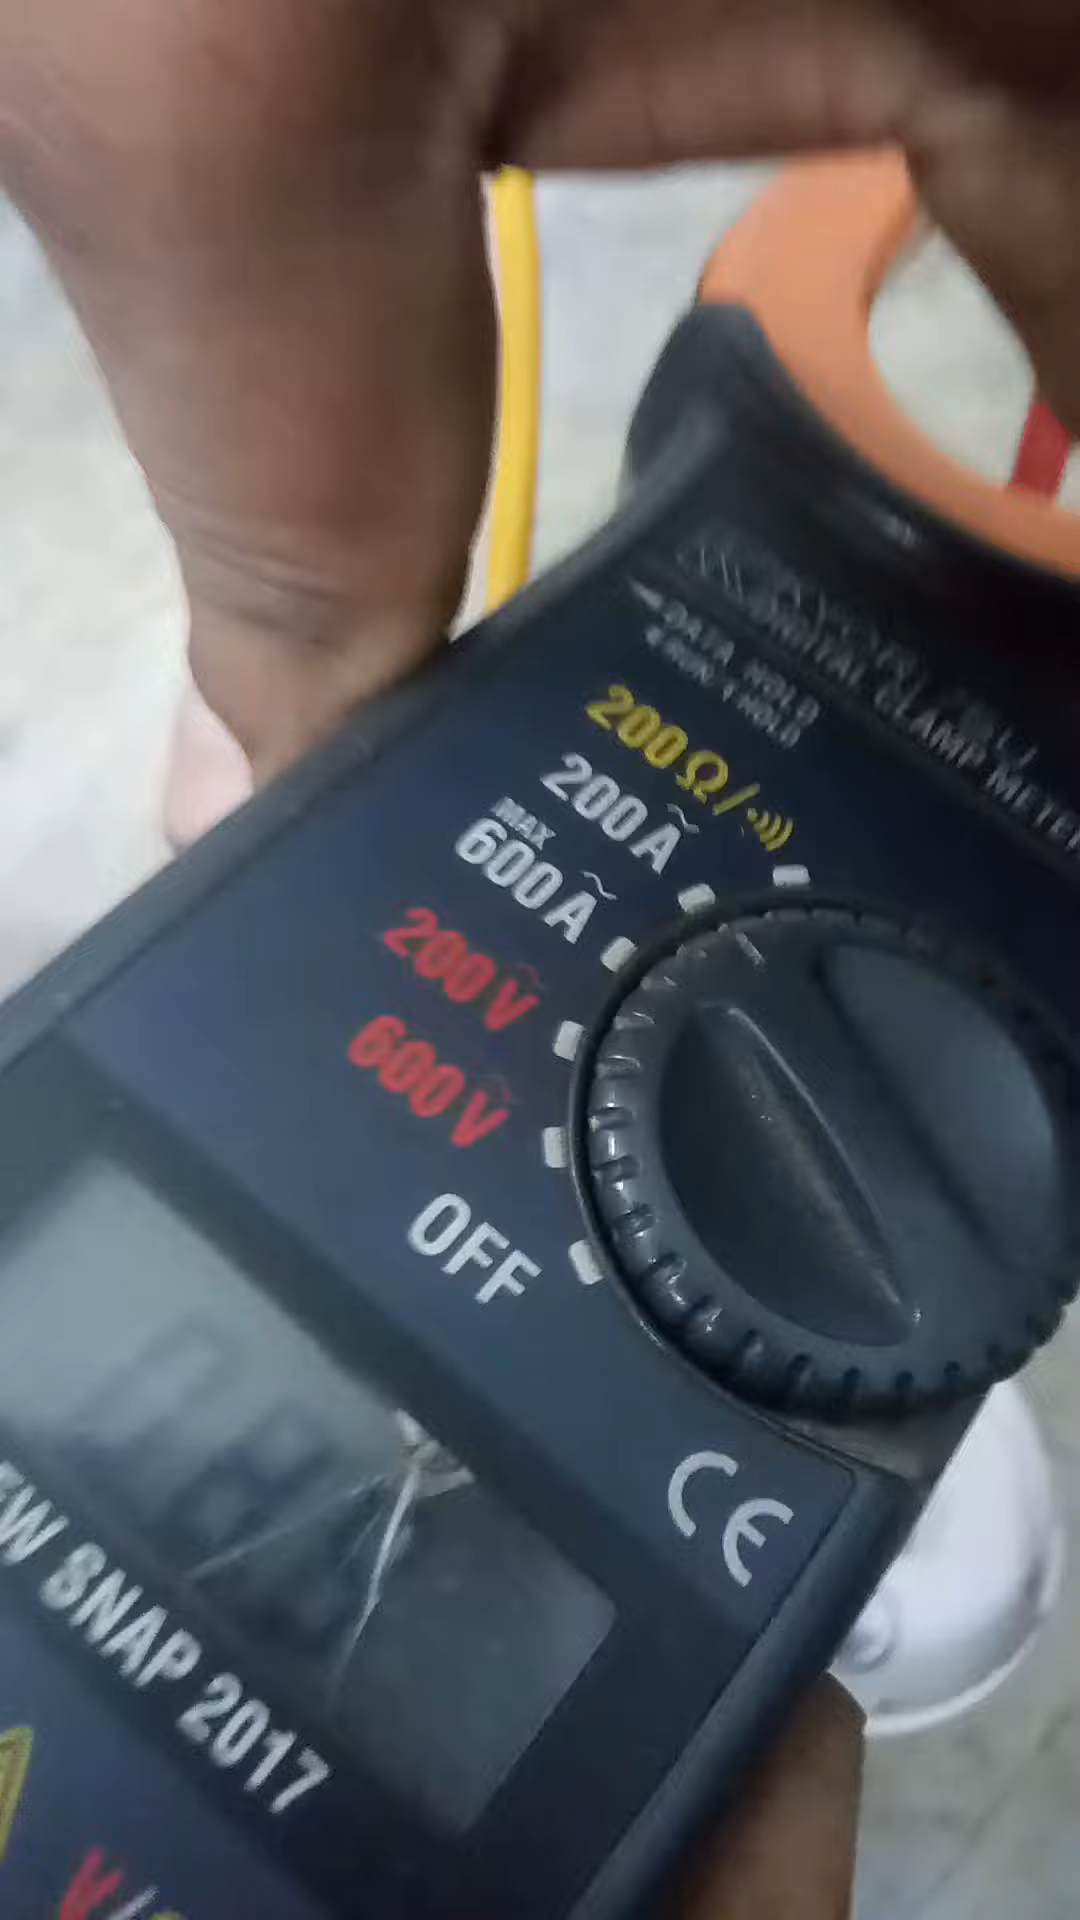 DIGITAL CLAMP METER
DATA HOLD
200Ω/
200A~
MAX
600A~
200V~
600V~
OFF
CE
SNAP 2017